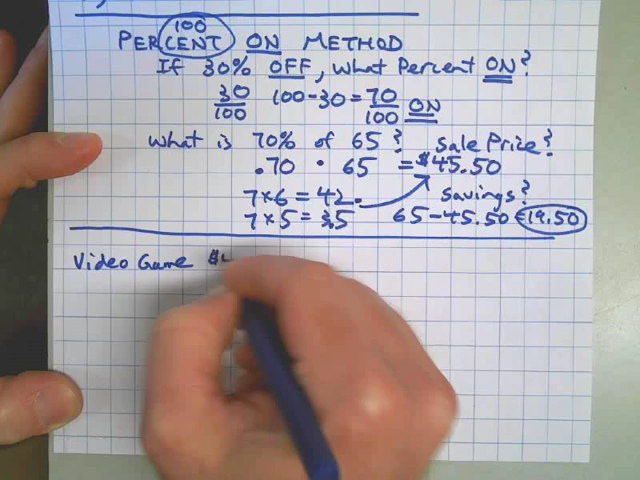 100
PERCENT ON METHOD
If 30% OFF, What Percent ON?
30/100 100-30=70/100 ON
What is 70% of 65? Sale Price?
.70 • 65 = $45.50
7×6=42. Savings?
7×5=35 65-45.50=19.50
Video Game $